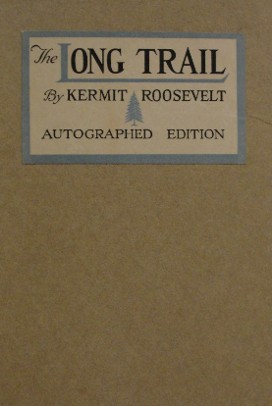 The LONG TRAIL
By KERMIT ROOSEVELT
AUTOGRAPHED EDITION